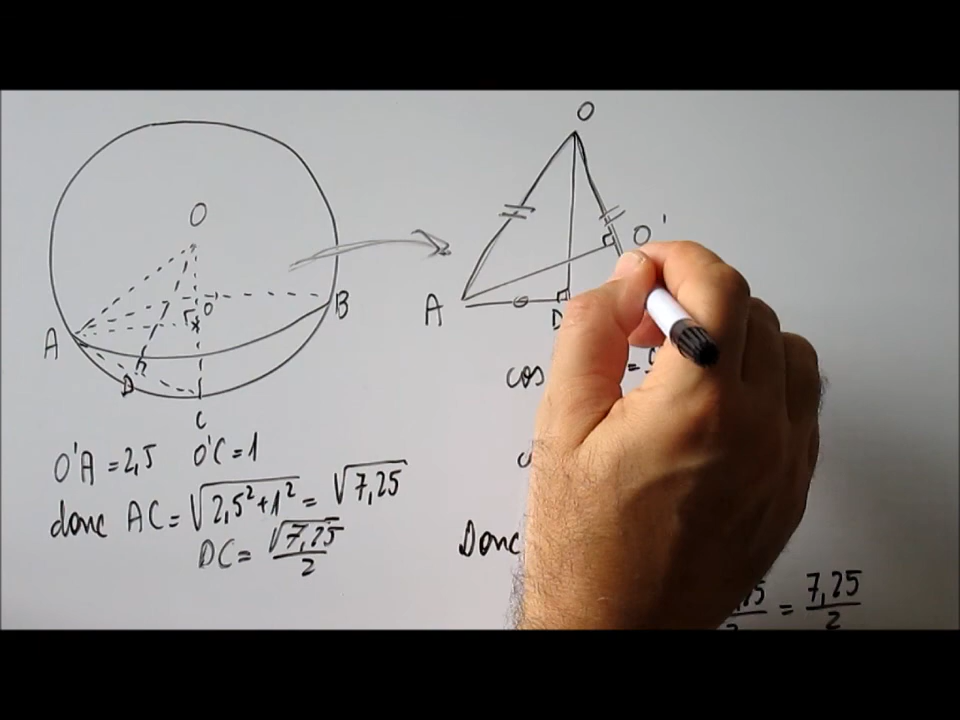 O
O'
A
B
D
C
O'A = 2,5 O'C = 1
donc AC = √(2,5² + 1²) = √7,25
DC = √7,25 / 2
O
O'
A
D
cos =
Donc
= 7,25 / 2